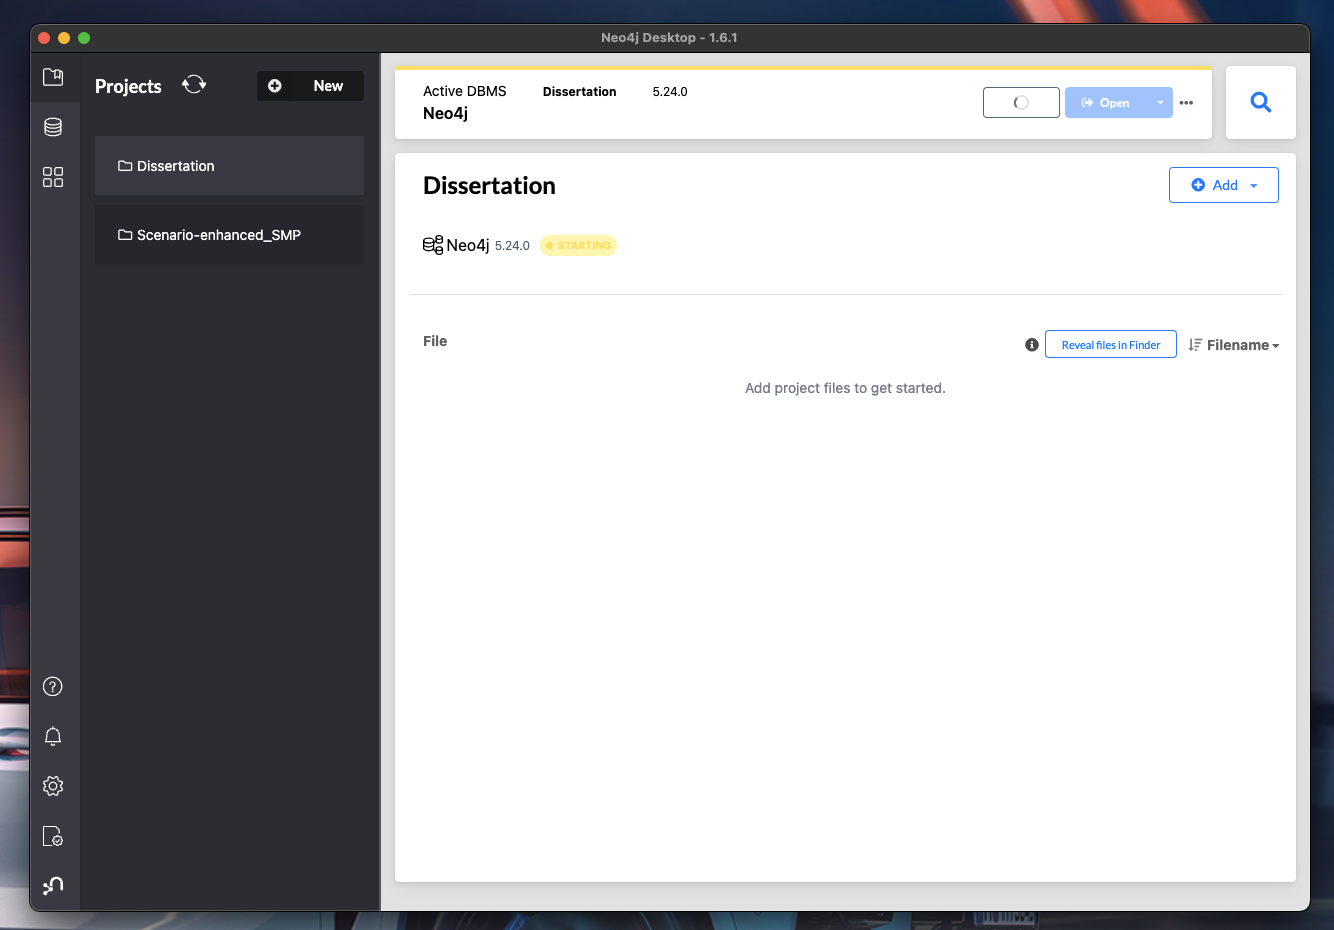 Neo4j Desktop - 1.6.1
Projects
New
Dissertation
Scenario-enhanced_SMP
Active DBMS Dissertation 5.24.0
Neo4j
Open
Dissertation
Add
Neo4j 5.24.0 STARTING
File
Reveal files in Finder
Filename
Add project files to get started.